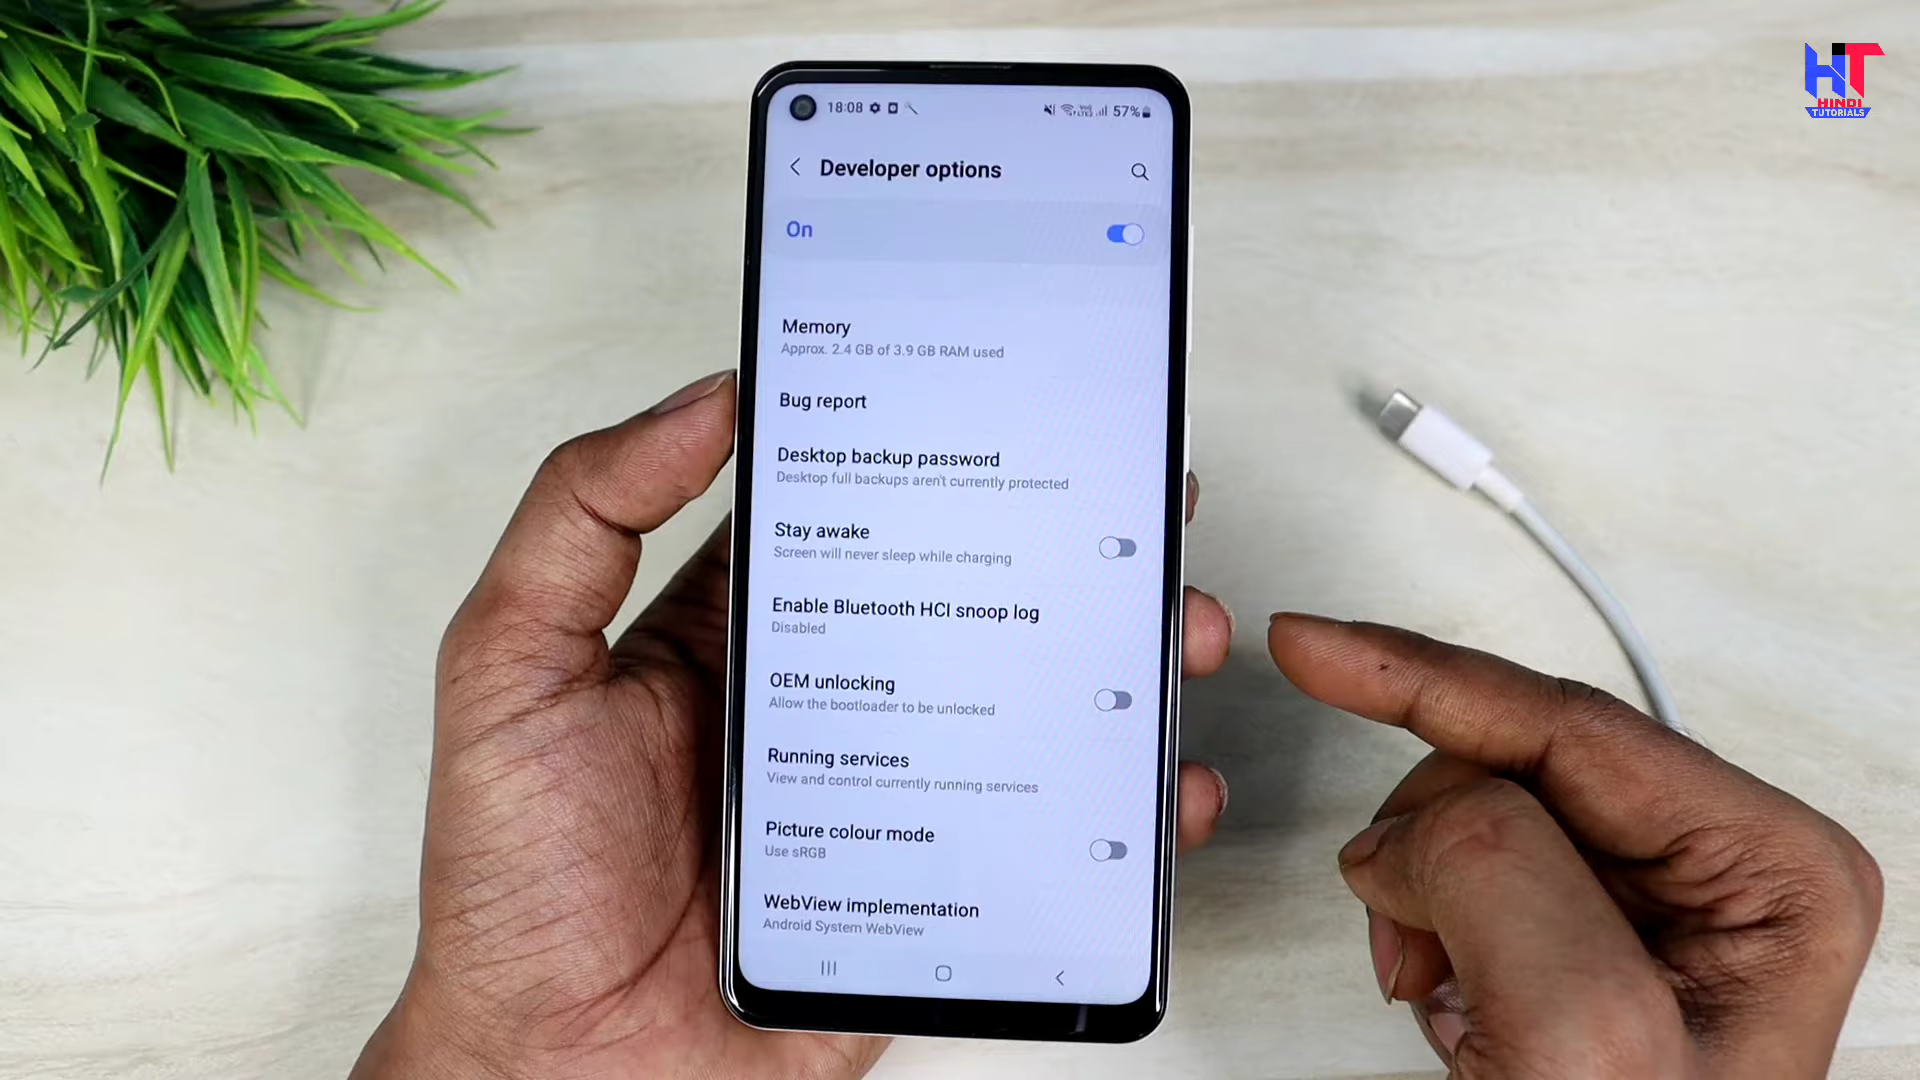 18:08
57%
HT
HINDI
TUTORIALS
Developer options
On
Memory
Approx. 2.4 GB of 3.9 GB RAM used
Bug report
Desktop backup password
Desktop full backups aren't currently protected
Stay awake
Screen will never sleep while charging
Enable Bluetooth HCI snoop log
Disabled
OEM unlocking
Allow the bootloader to be unlocked
Running services
View and control currently running services
Picture colour mode
Use sRGB
WebView implementation
Android System WebView